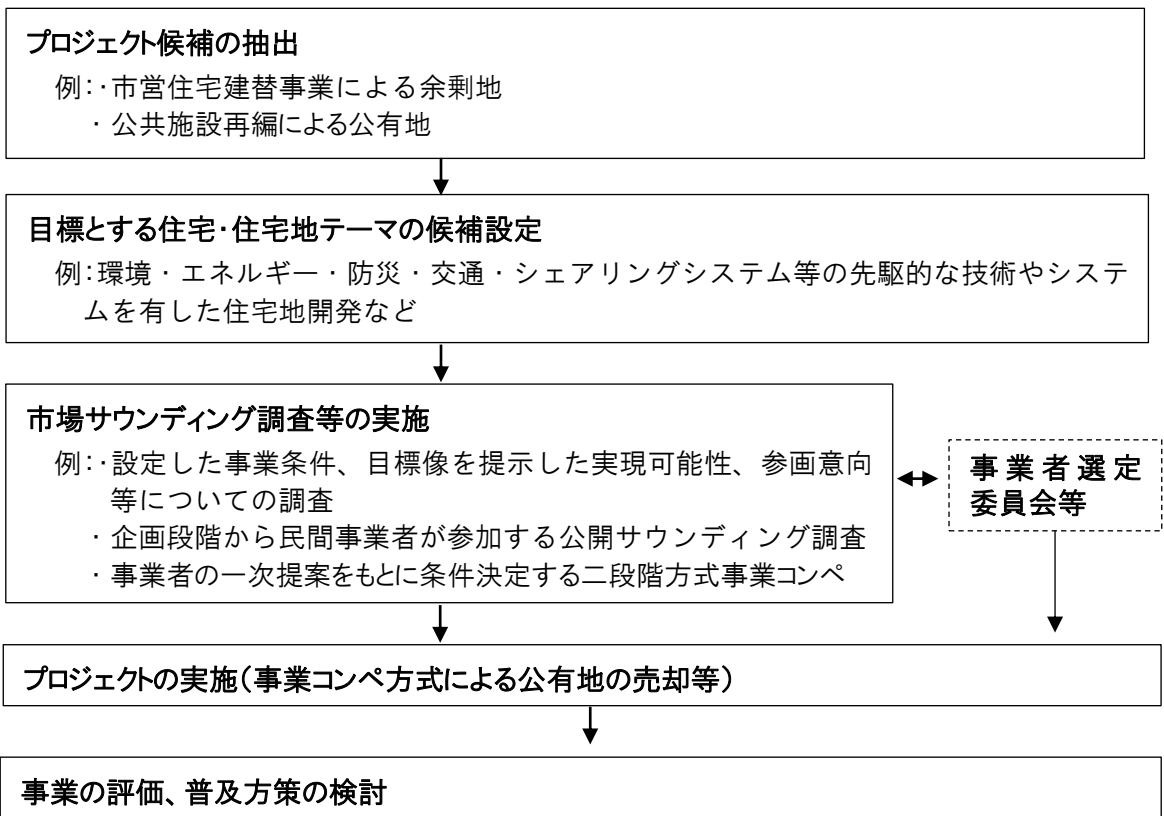 プロジェクト候補の抽出
例：・市営住宅建替事業による余剰地
・公共施設再編による公有地
目標とする住宅・住宅地テーマの候補設定
例：環境・エネルギー・防災・交通・シェアリングシステム等の先駆的な技術やシステ
ムを有した住宅地開発など
市場サウンディング調査等の実施
例：・設定した事業条件、目標像を提示した実現可能性、参画意向
等についての調査
・企画段階から民間事業者が参加する公開サウンディング調査
・事業者の一次提案をもとに条件決定する二段階方式事業コンペ
事業者選定
委員会等
プロジェクトの実施（事業コンペ方式による公有地の売却等）
事業の評価、普及方策の検討